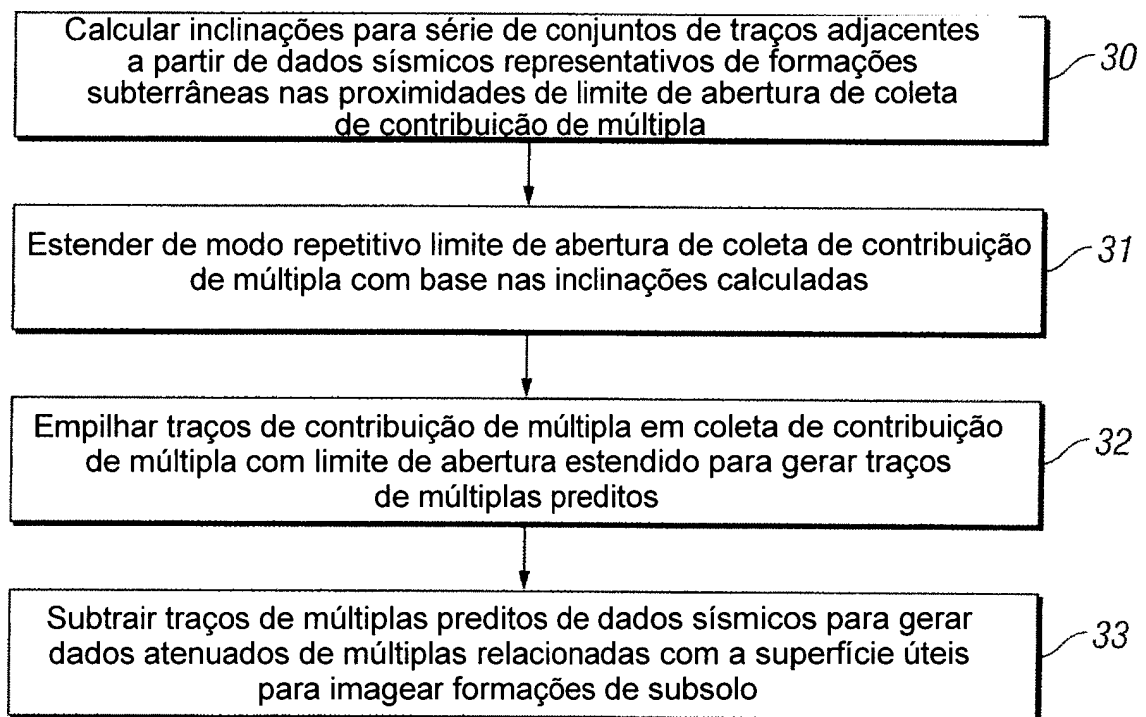 Calcular inclinações para série de conjuntos de traços adjacentes
a partir de dados sísmicos representativos de formações
subterrâneas nas proximidades de limite de abertura de coleta
de contribuição de múltipla
30
Estender de modo repetitivo limite de abertura de coleta de contribuição
de múltipla com base nas inclinações calculadas
31
Empilhar traços de contribuição de múltipla em coleta de contribuição
de múltipla com limite de abertura estendido para gerar traços
de múltiplas preditos
32
Subtrair traços de múltiplas preditos de dados sísmicos para gerar
dados atenuados de múltiplas relacionadas com a superfície úteis
para imagear formações de subsolo
33